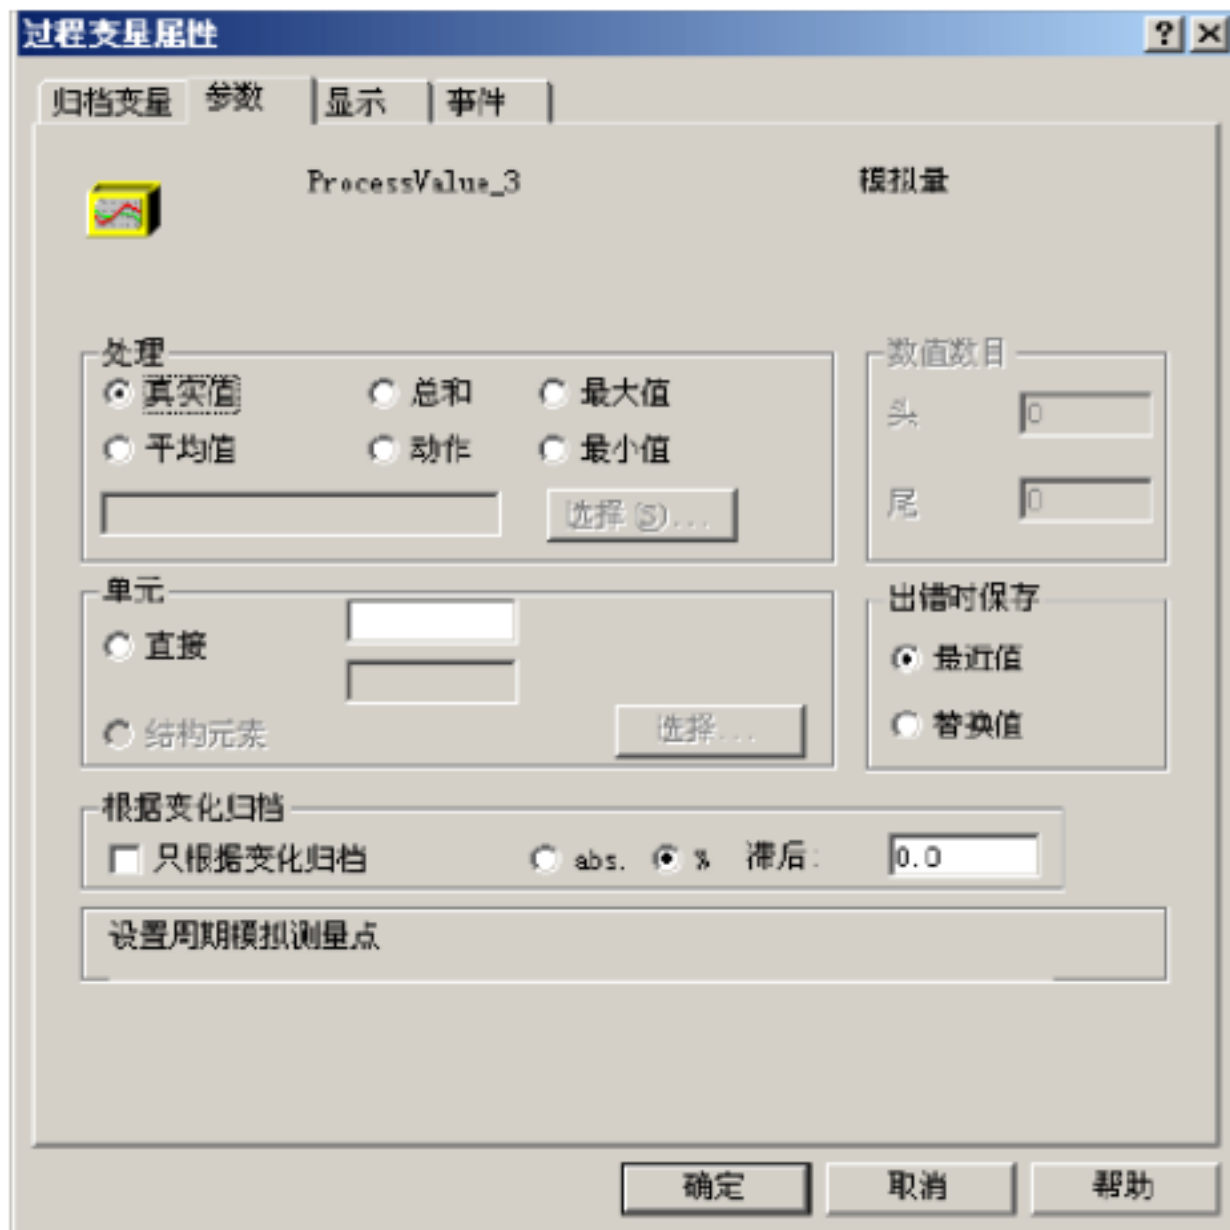 过程变量属性
归档变量 参数 显示 事件
ProcessValue_3 模拟量
处理 数值数目
真实值 总和 最大值 头 0
平均值 动作 最小值
选择(S)... 尾 0
单元 出错时保存
直接 最近值
结构元素 选择... 替换值
根据变化归档
只根据变化归档 abs. % 滞后: 0.0
设置周期模拟测量点
确定 取消 帮助